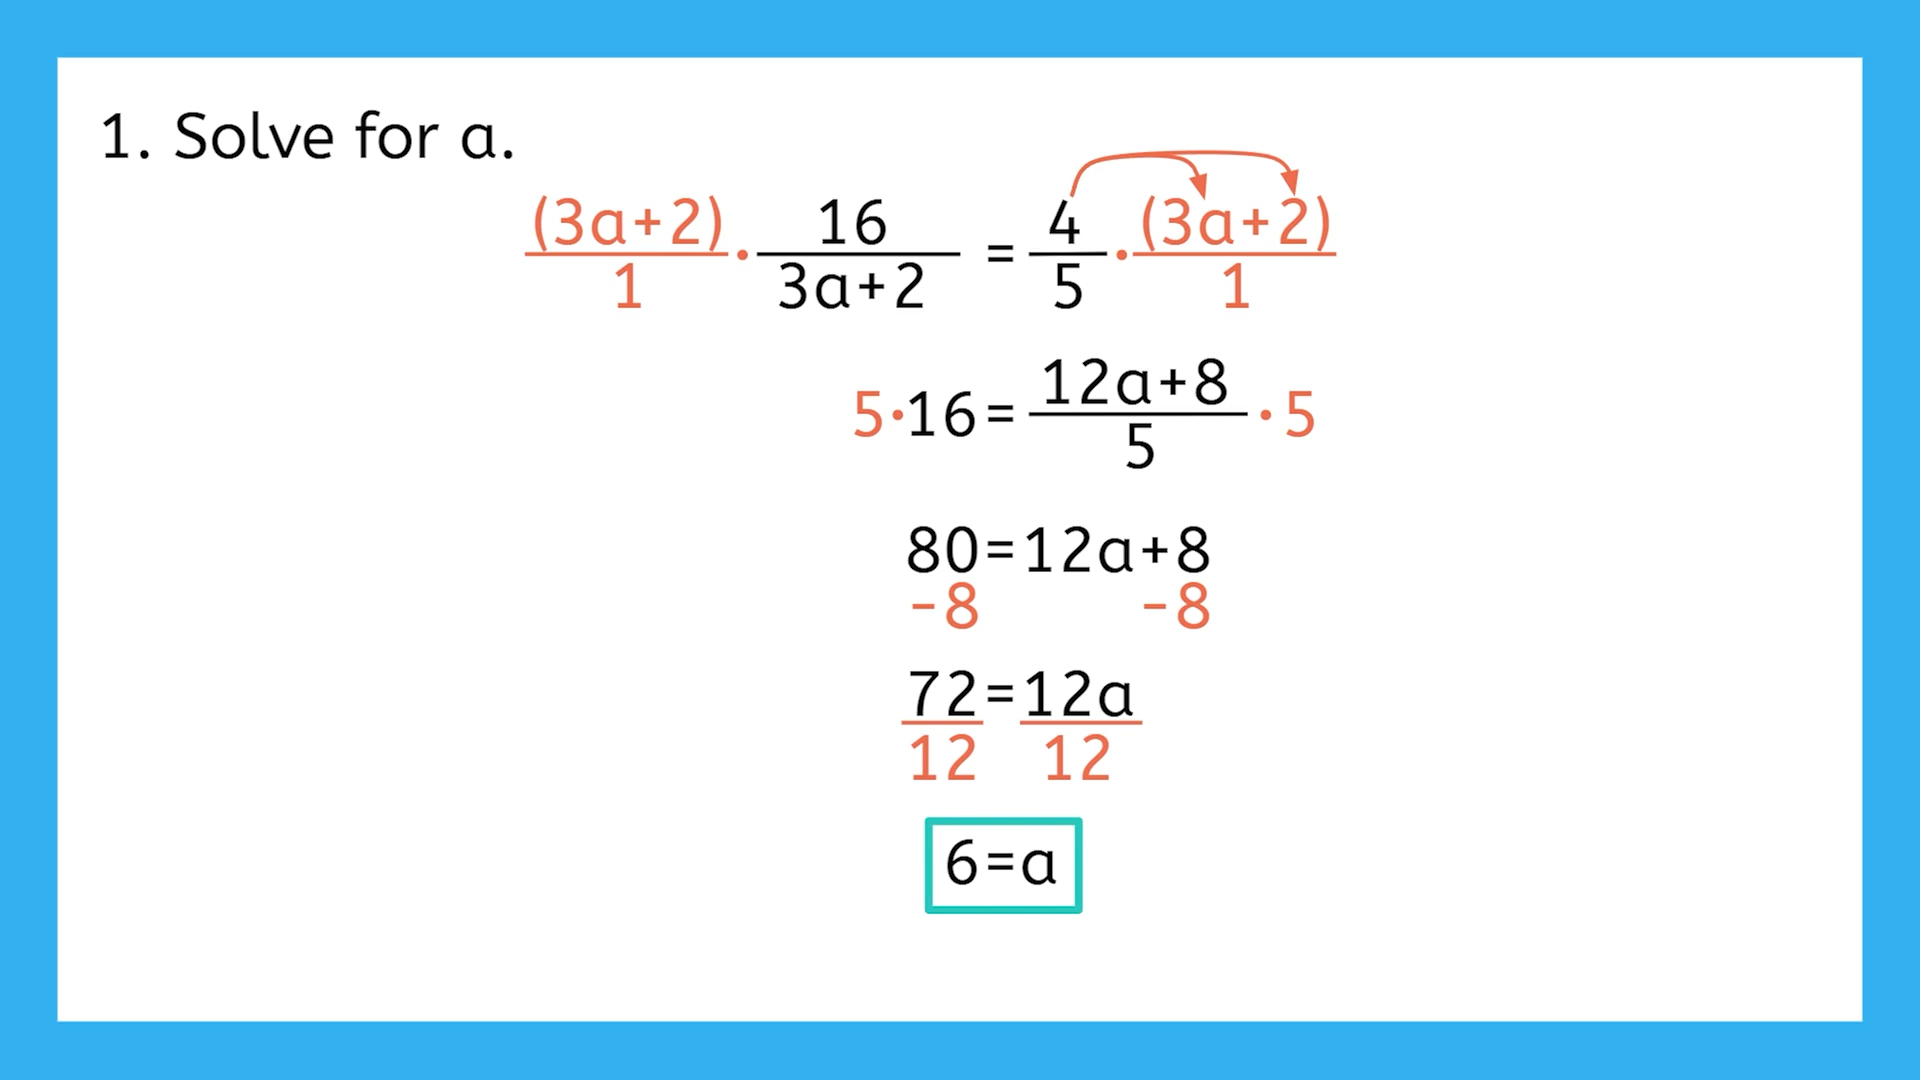 1. Solve for a.
(3a+2)/1 · 16/3a+2 = 4/5 · (3a+2)/1
5·16=12a+8/5 · 5
80=12a+8
-8 -8
72=12a
12 12
6=a